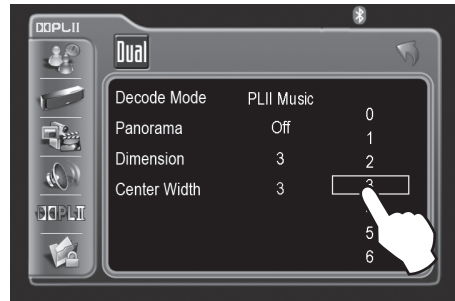 DDPLII
Dual
Decode Mode PLII Music
Panorama Off
Dimension 3
Center Width 3
0
1
2
3
5
6
DDPLII